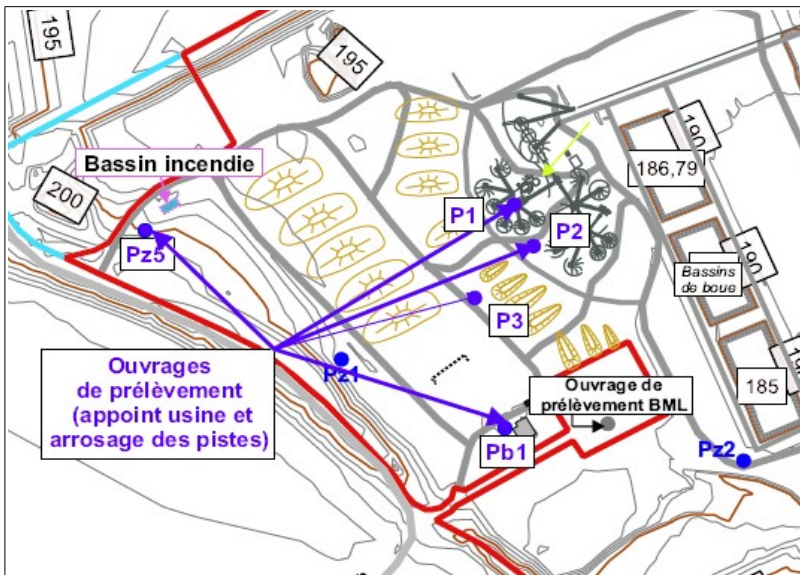 195
195
190
186,79
Bassin incendie
200
P1
P2
Pz5
190
Bassins
de boue
P3
Ouvrages
de prélèvement
(appoint usine et
arrosage des pistes)
Pz1
Ouvrage de
prélèvement BML
185
Pb1
Pz2